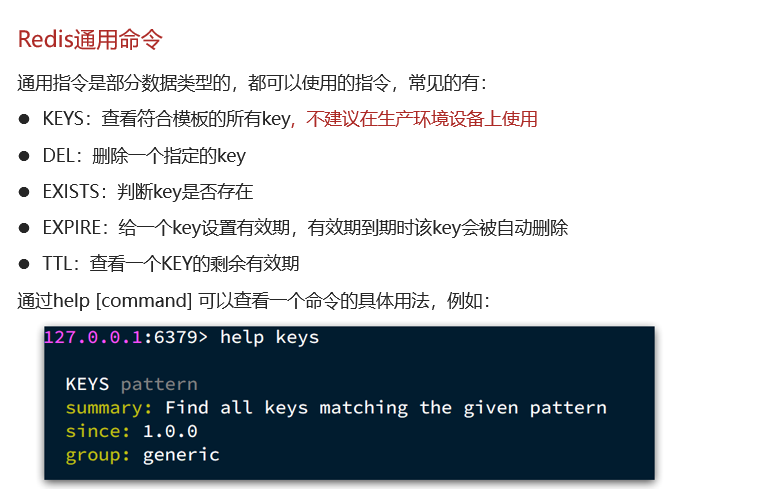 Redis通用命令
通用指令是部分数据类型的，都可以使用的指令，常见的有：
● KEYS：查看符合模板的所有key，不建议在生产环境设备上使用
● DEL：删除一个指定的key
● EXISTS：判断key是否存在
● EXPIRE：给一个key设置有效期，有效期到期时该key会被自动删除
● TTL：查看一个KEY的剩余有效期
通过help [command] 可以查看一个命令的具体用法，例如：
127.0.0.1:6379> help keys
KEYS pattern
summary: Find all keys matching the given pattern
since: 1.0.0
group: generic